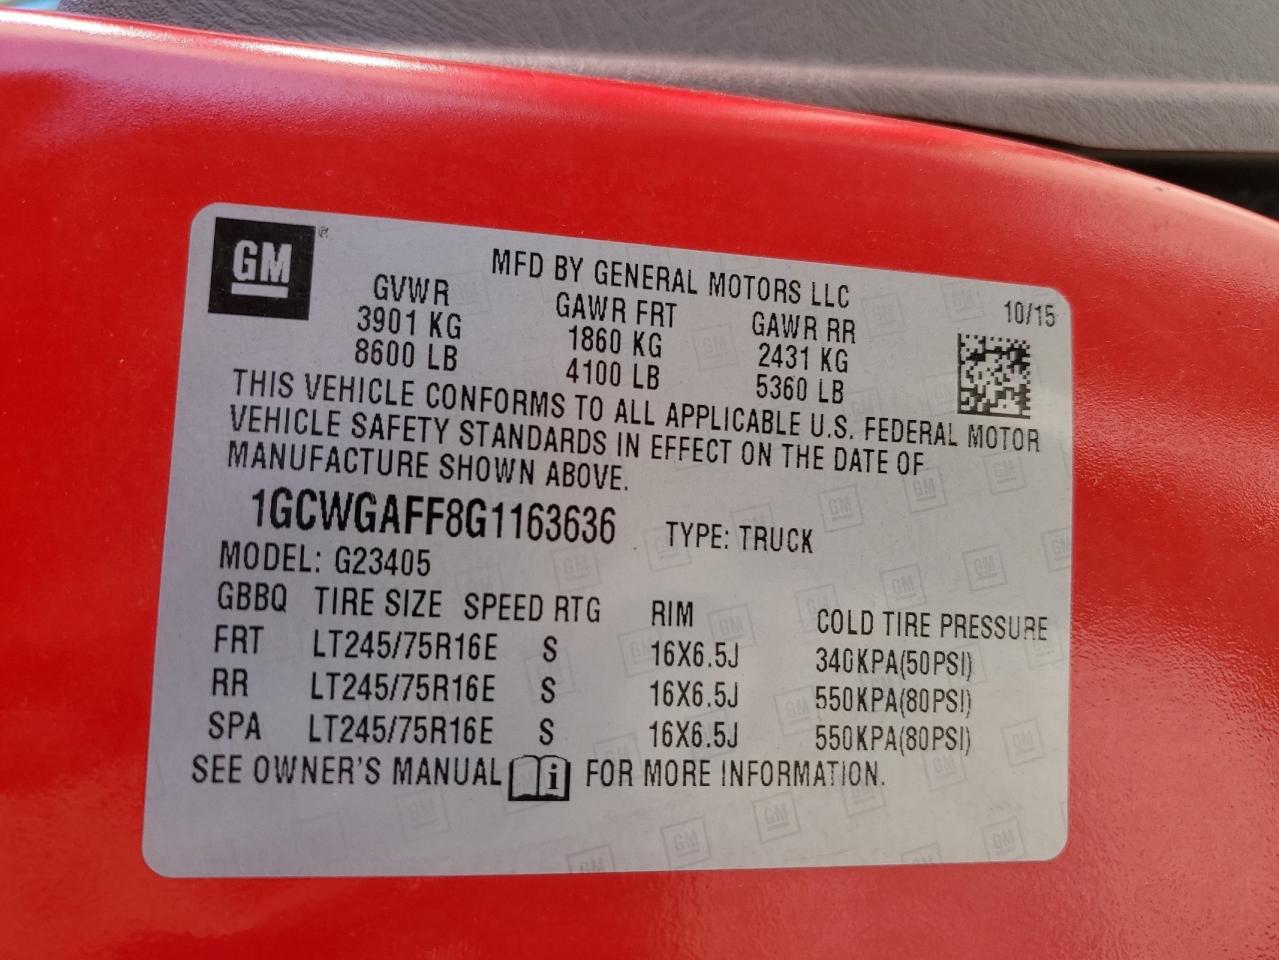 GM®
MFD BY GENERAL MOTORS LLC
GVWR GAWR FRT GAWR RR 10/15
3901 KG 1860 KG 2431 KG
8600 LB 4100 LB 5360 LB
THIS VEHICLE CONFORMS TO ALL APPLICABLE U.S. FEDERAL MOTOR
VEHICLE SAFETY STANDARDS IN EFFECT ON THE DATE OF
MANUFACTURE SHOWN ABOVE.
1GCWGAFF8G1163636 TYPE: TRUCK
MODEL: G23405
GBBQ TIRE SIZE SPEED RTG RIM COLD TIRE PRESSURE
FRT LT245/75R16E S 16X6.5J 340KPA(50PSI)
RR LT245/75R16E S 16X6.5J 550KPA(80PSI)
SPA LT245/75R16E S 16X6.5J 550KPA(80PSI)
SEE OWNER'S MANUAL i FOR MORE INFORMATION.